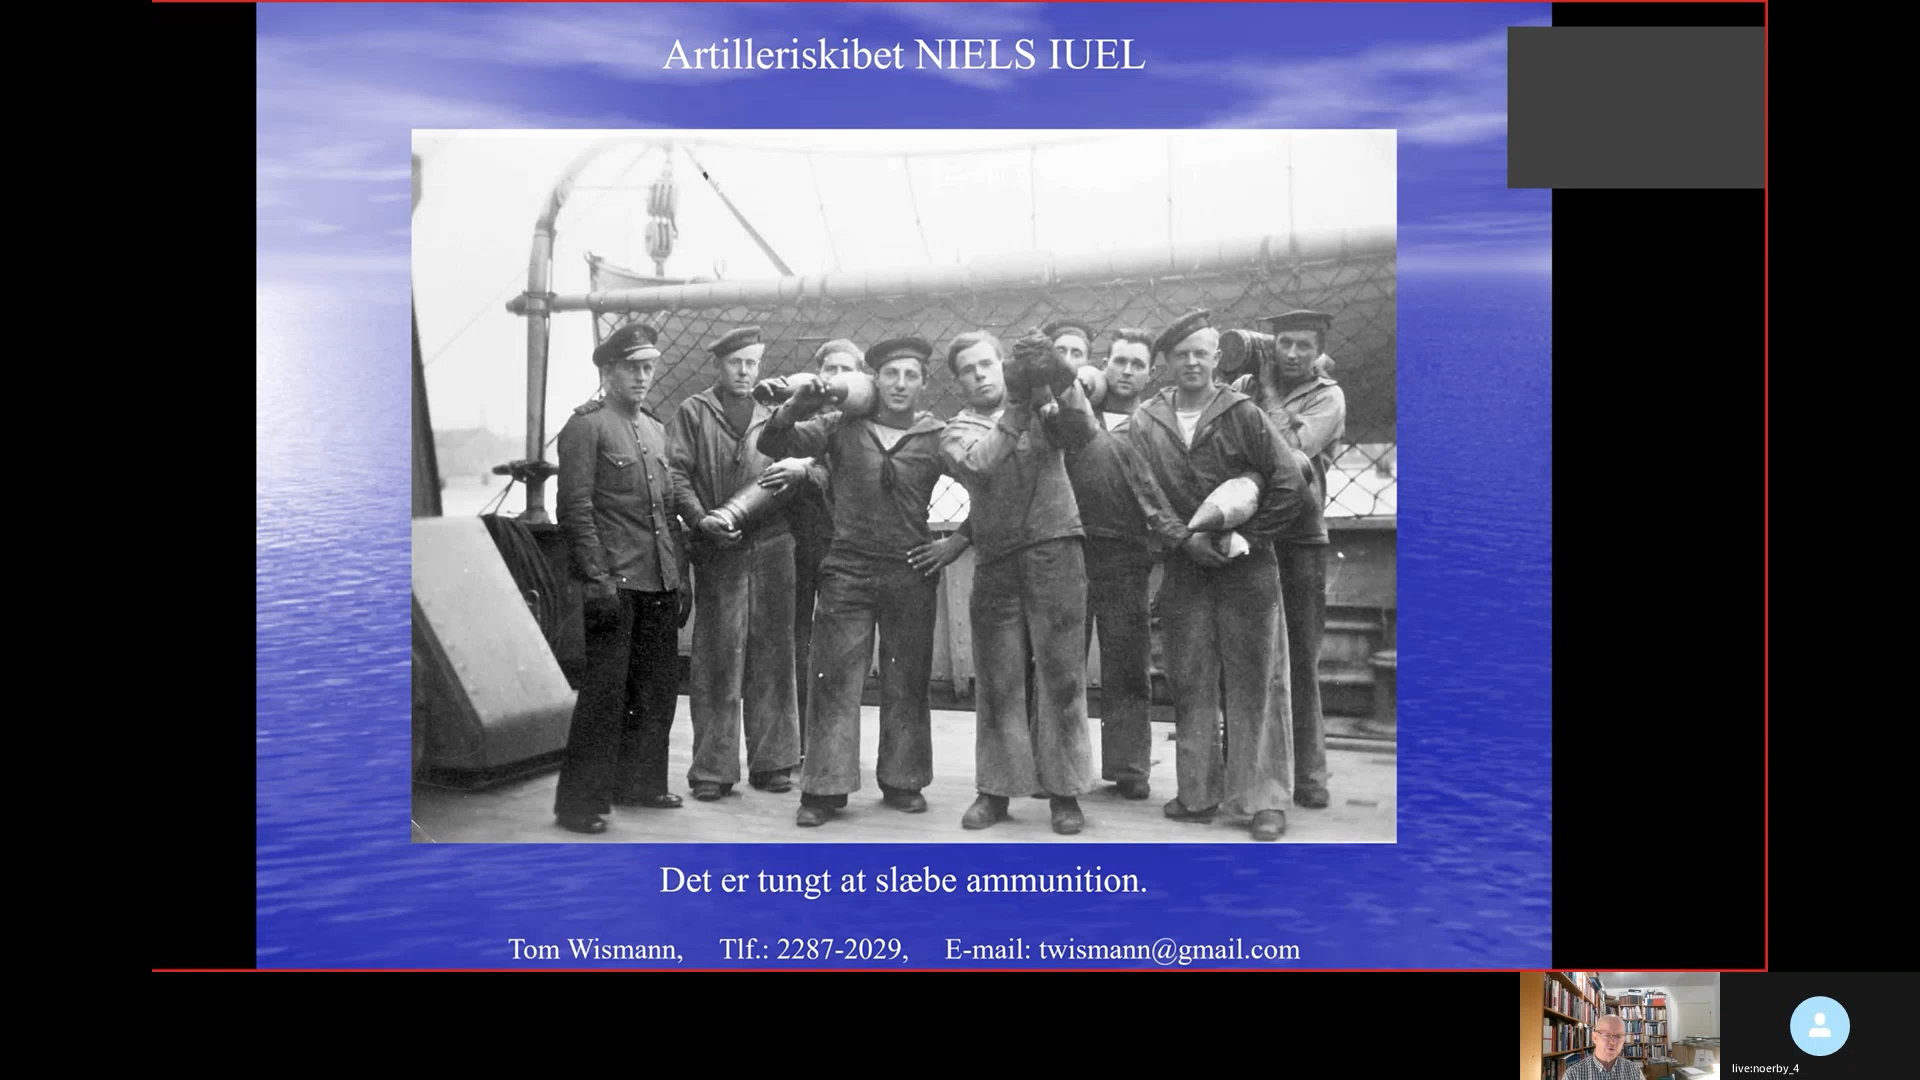 Artilleriskibet NIELS IUEL
Det er tungt at slæbe ammunition.
Tom Wismann, Tlf.: 2287-2029, E-mail: twismann@gmail.com
live:noerby_4